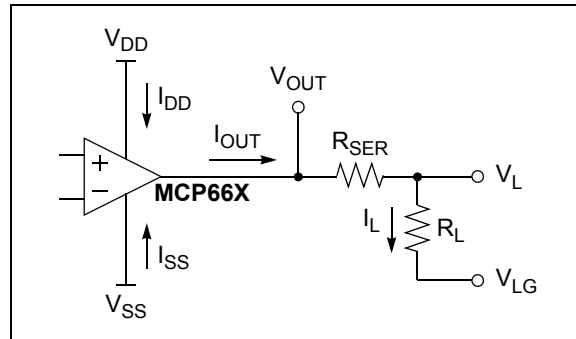 V_DD
I_DD
V_OUT
I_OUT
R_SER
+
−
MCP66X
V_L
I_L
R_L
I_SS
V_LG
V_SS